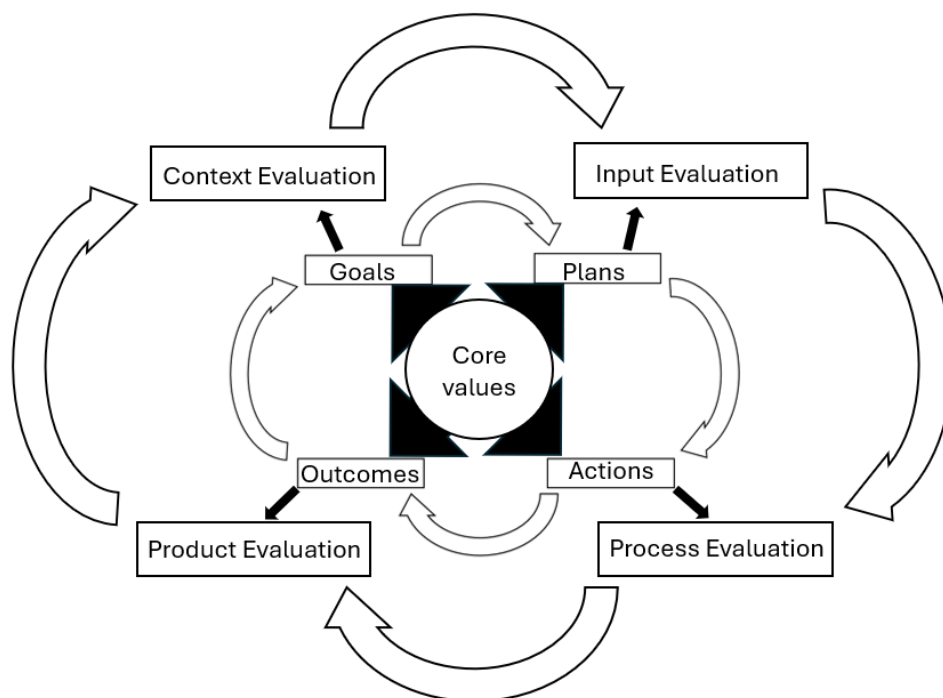 Context Evaluation
Input Evaluation
Goals
Plans
Core
values
Outcomes
Actions
Product Evaluation
Process Evaluation